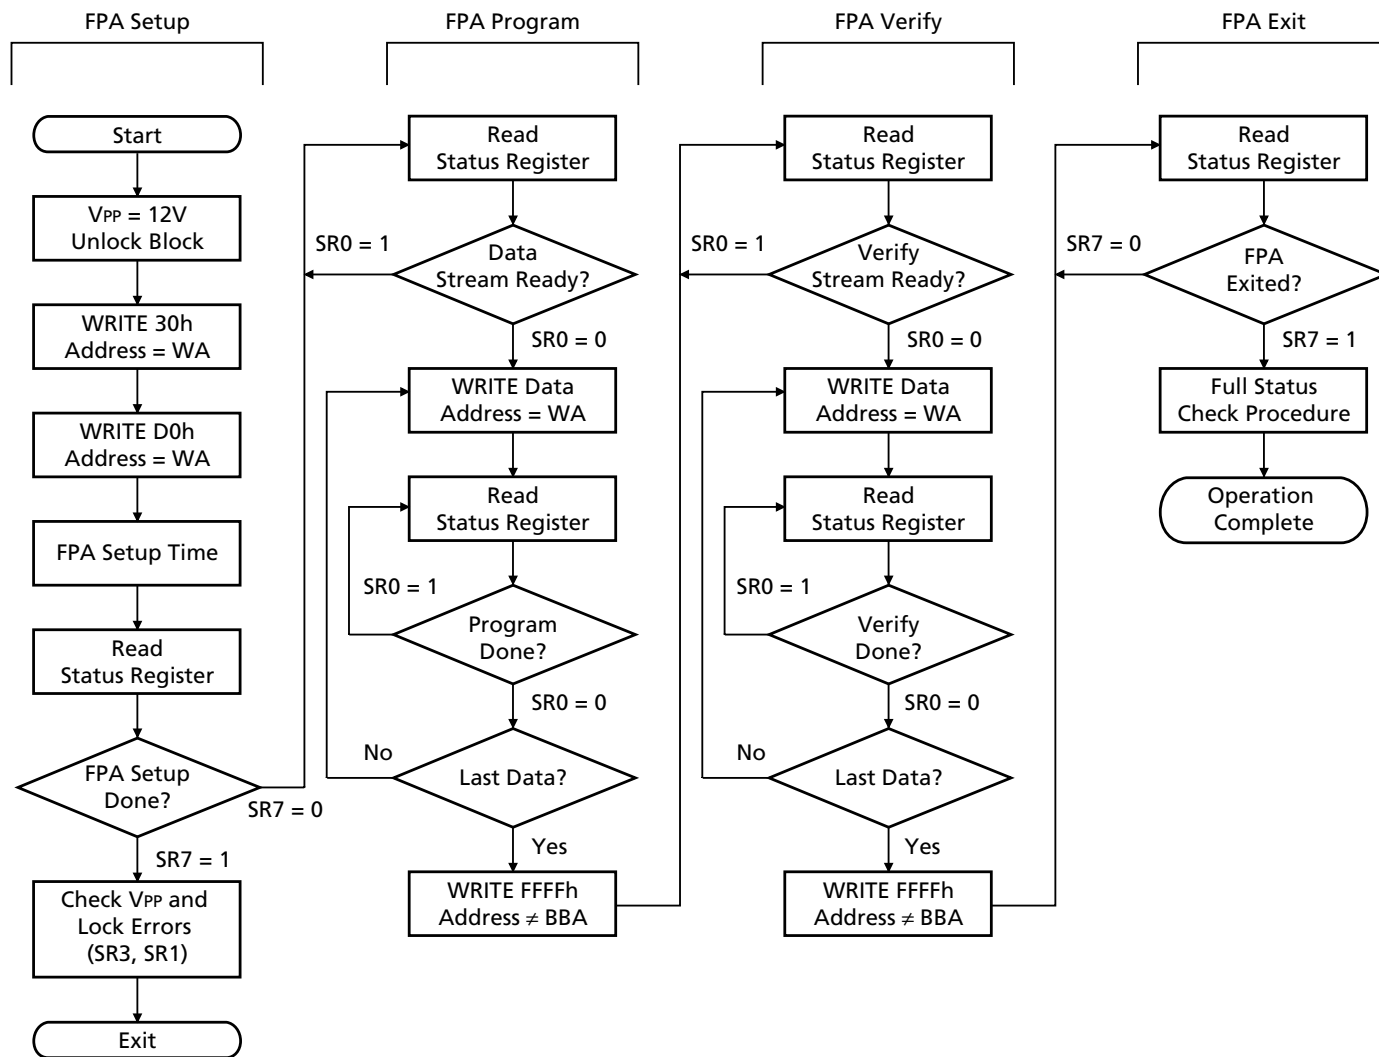 FPA Setup
Start
VPP = 12V
Unlock Block
WRITE 30h
Address = WA
WRITE D0h
Address = WA
FPA Setup Time
Read
Status Register
FPA Setup
Done?
SR7 = 0
SR7 = 1
Check VPP and
Lock Errors
(SR3, SR1)
Exit
FPA Program
Read
Status Register
SR0 = 1
Data
Stream Ready?
SR0 = 0
WRITE Data
Address = WA
Read
Status Register
SR0 = 1
Program
Done?
SR0 = 0
No
Last Data?
Yes
WRITE FFFFh
Address ≠ BBA
FPA Verify
Read
Status Register
SR0 = 1
Verify
Stream Ready?
SR0 = 0
WRITE Data
Address = WA
Read
Status Register
SR0 = 1
Verify
Done?
SR0 = 0
No
Last Data?
Yes
WRITE FFFFh
Address ≠ BBA
FPA Exit
Read
Status Register
SR7 = 0
FPA
Exited?
SR7 = 1
Full Status
Check Procedure
Operation
Complete